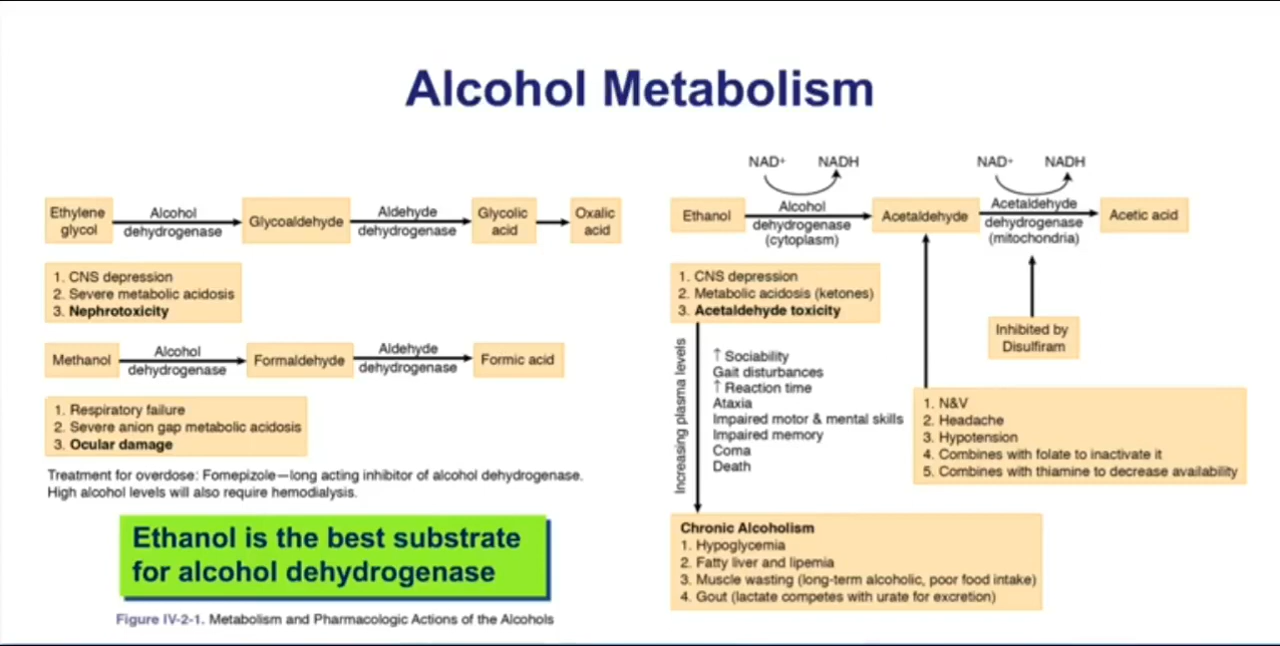 Alcohol Metabolism
Ethylene
glycol
Alcohol
dehydrogenase
Glycoaldehyde
Aldehyde
dehydrogenase
Glycolic
acid
Oxalic
acid
1. CNS depression
2. Severe metabolic acidosis
3. Nephrotoxicity
Methanol
Alcohol
dehydrogenase
Formaldehyde
Aldehyde
dehydrogenase
Formic acid
1. Respiratory failure
2. Severe anion gap metabolic acidosis
3. Ocular damage
Treatment for overdose: Fomepizole—long acting inhibitor of alcohol dehydrogenase.
High alcohol levels will also require hemodialysis.
Ethanol is the best substrate
for alcohol dehydrogenase
Figure IV-2-1. Metabolism and Pharmacologic Actions of the Alcohols
NAD+ NADH
NAD+ NADH
Ethanol
Alcohol
dehydrogenase
(cytoplasm)
Acetaldehyde
Acetaldehyde
dehydrogenase
(mitochondria)
Acetic acid
1. CNS depression
2. Metabolic acidosis (ketones)
3. Acetaldehyde toxicity
Inhibited by
Disulfiram
Increasing plasma levels
↑ Sociability
Gait disturbances
↑ Reaction time
Ataxia
Impaired motor & mental skills
Impaired memory
Coma
Death
1. N&V
2. Headache
3. Hypotension
4. Combines with folate to inactivate it
5. Combines with thiamine to decrease availability
Chronic Alcoholism
1. Hypoglycemia
2. Fatty liver and lipemia
3. Muscle wasting (long-term alcoholic, poor food intake)
4. Gout (lactate competes with urate for excretion)